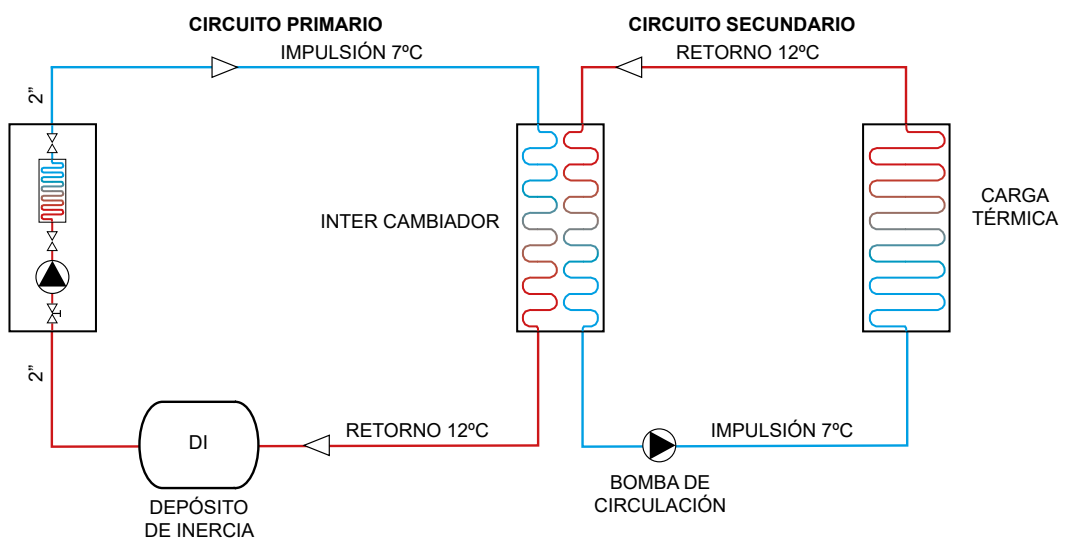 CIRCUITO PRIMARIO
CIRCUITO SECUNDARIO
IMPULSIÓN 7ºC
RETORNO 12ºC
2”
INTER CAMBIADOR
CARGA
TÉRMICA
2”
DI
RETORNO 12ºC
IMPULSIÓN 7ºC
DEPÓSITO
DE INERCIA
BOMBA DE
CIRCULACIÓN